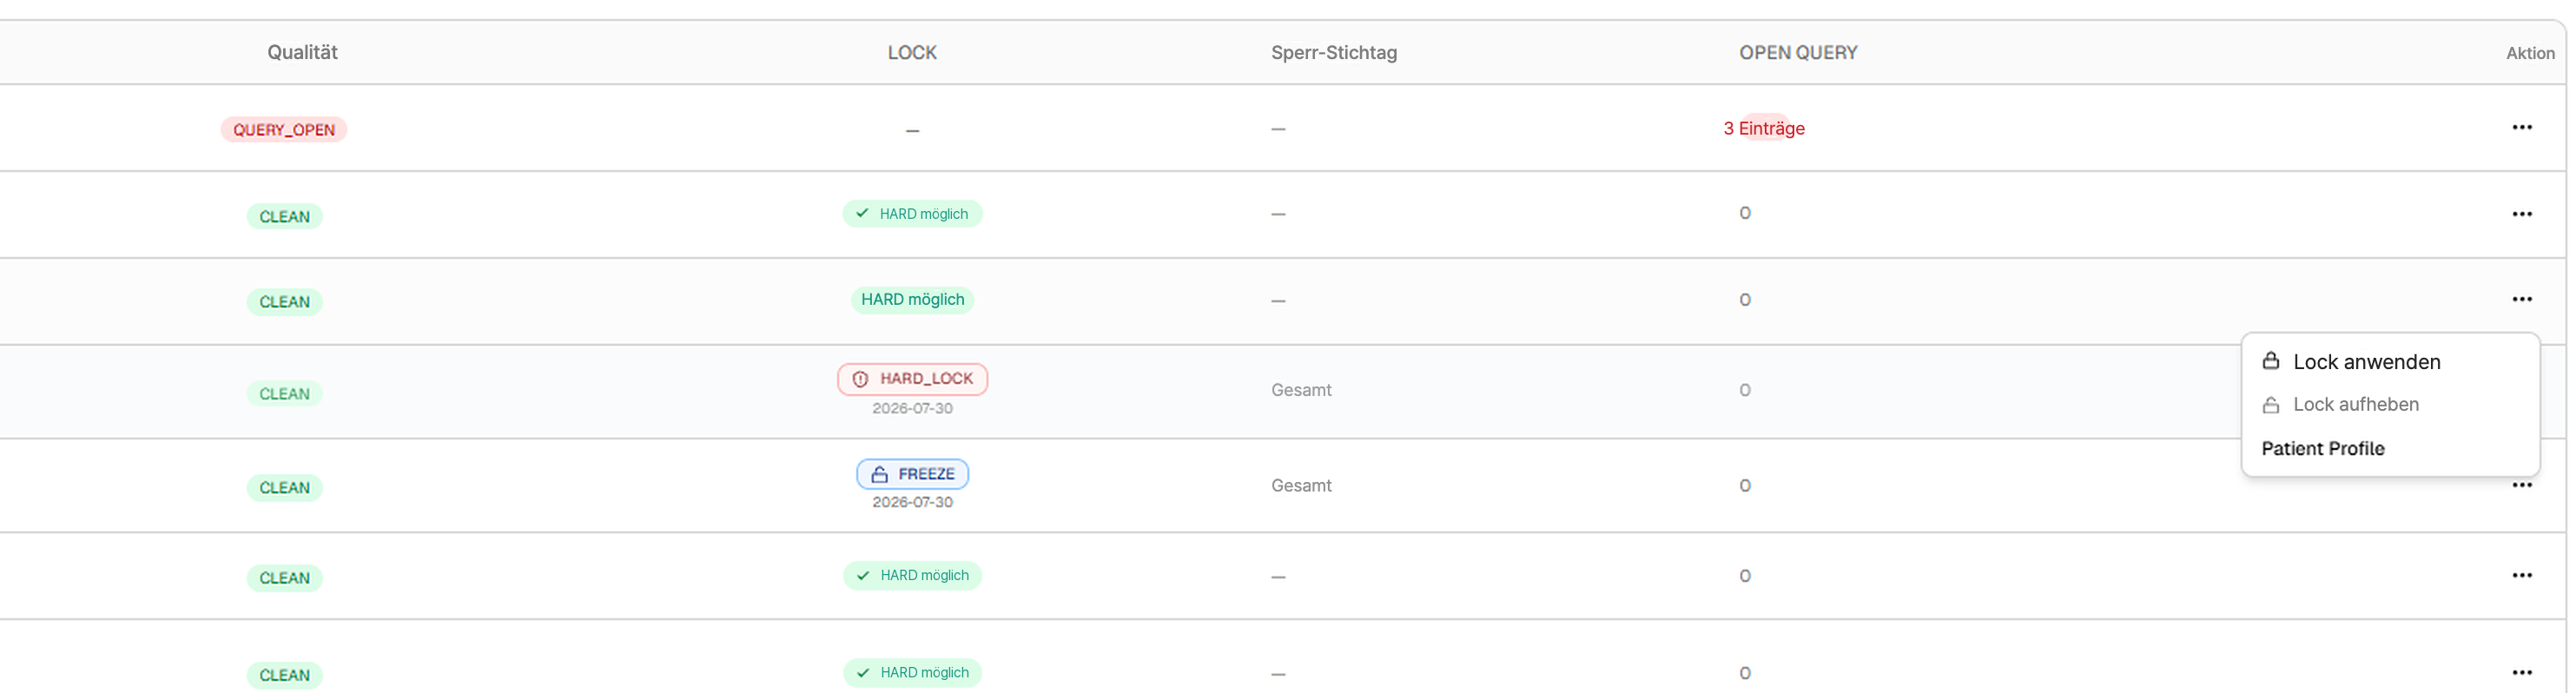 Qualität LOCK Sperr-Stichtag OPEN QUERY Aktion
QUERY_OPEN — — 3 Einträge
CLEAN HARD möglich — 0
CLEAN HARD möglich — 0
CLEAN HARD_LOCK Gesamt 0
2026-07-30
Lock anwenden
Lock aufheben
Patient Profile
CLEAN FREEZE Gesamt 0
2026-07-30
CLEAN HARD möglich — 0
CLEAN HARD möglich — 0